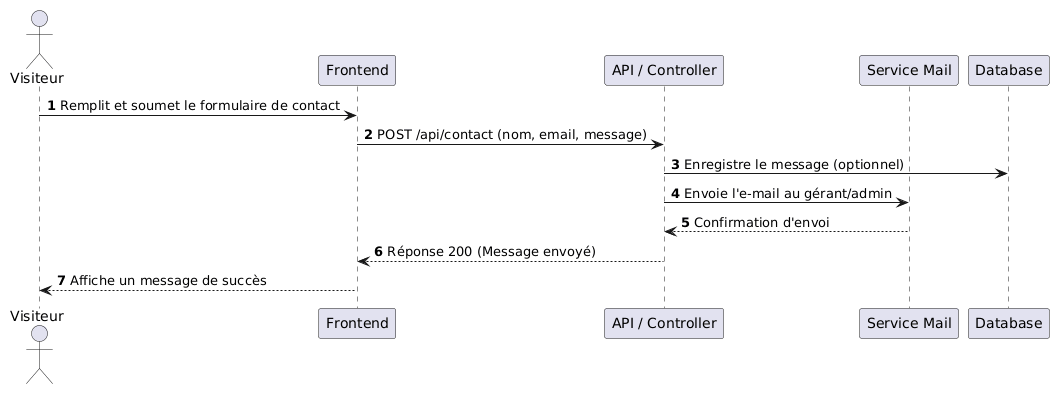 Visiteur
Frontend
API / Controller
Service Mail
Database
1 Remplit et soumet le formulaire de contact
2 POST /api/contact (nom, email, message)
3 Enregistre le message (optionnel)
4 Envoie l'e-mail au gérant/admin
5 Confirmation d'envoi
6 Réponse 200 (Message envoyé)
7 Affiche un message de succès
Visiteur
Frontend
API / Controller
Service Mail
Database